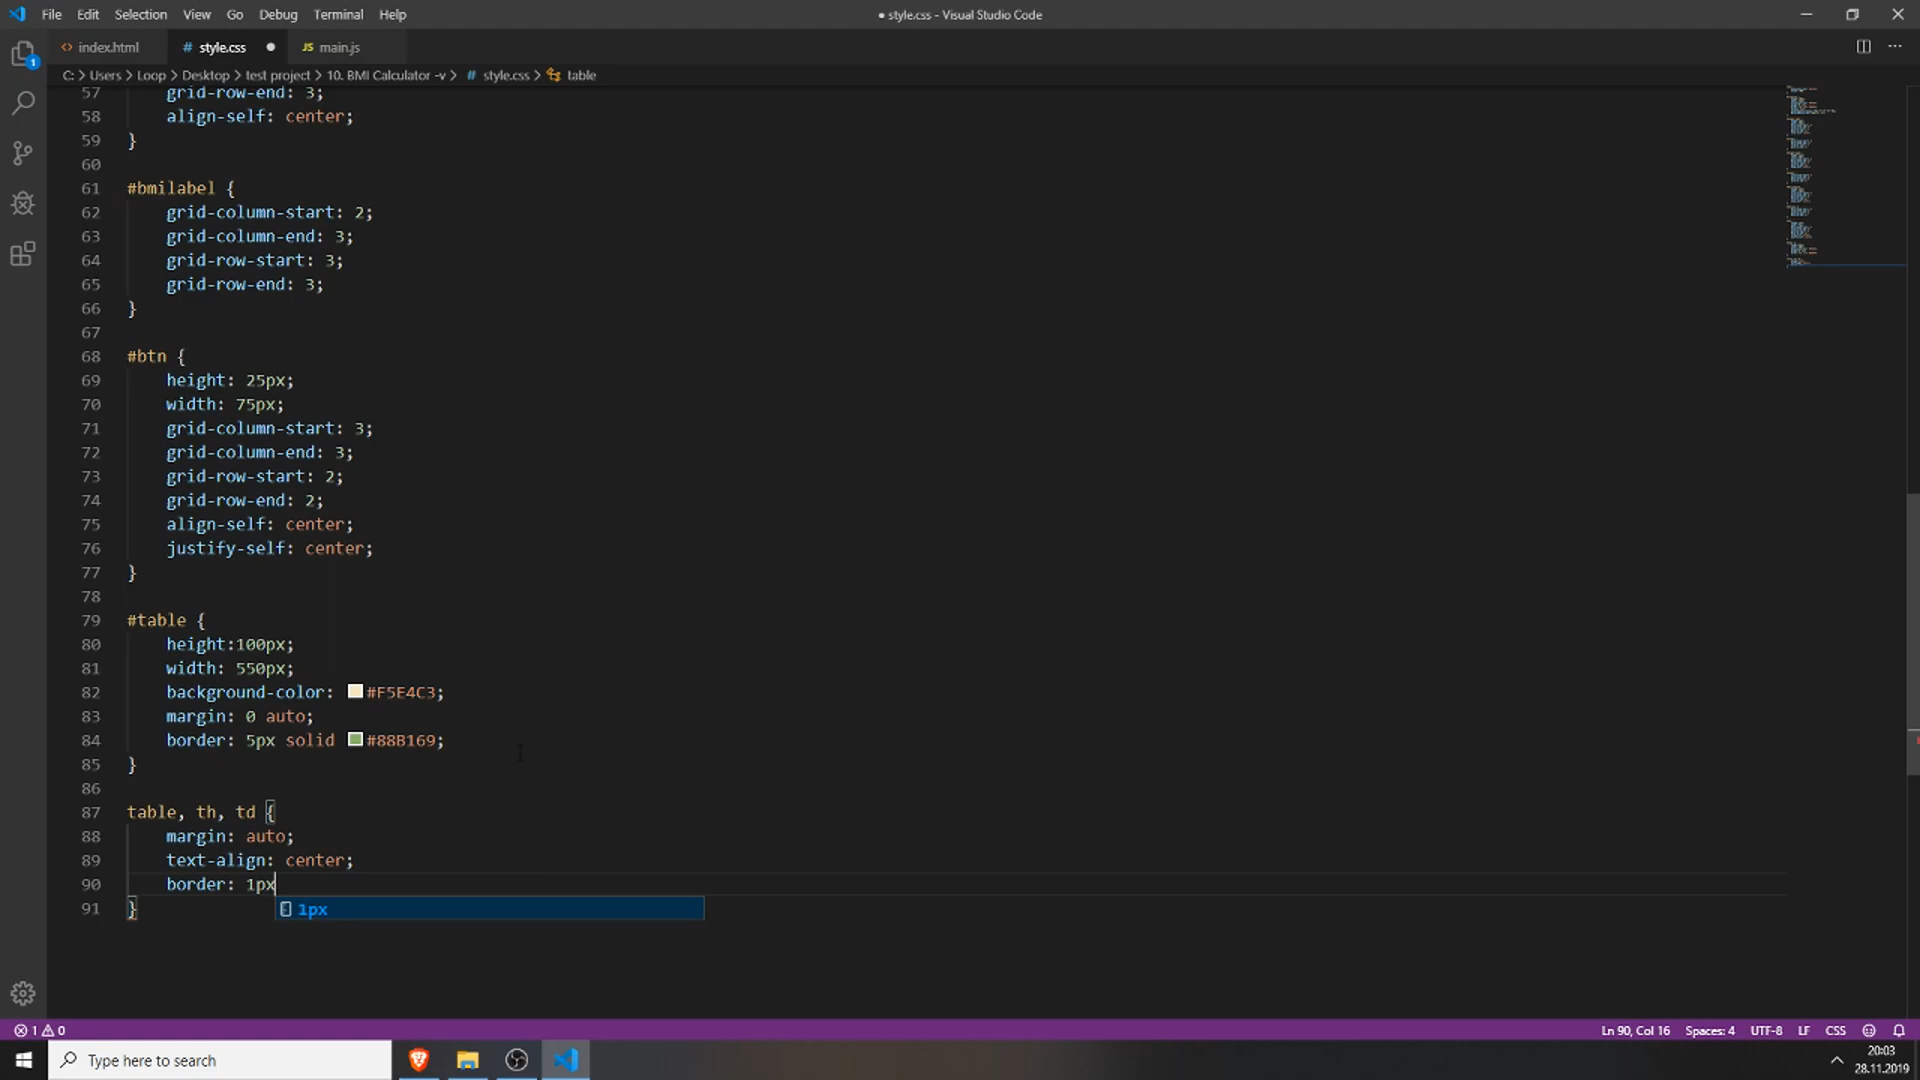 File Edit Selection View Go Debug Terminal Help
● style.css - Visual Studio Code
1
<> index.html
# style.css ●
JS main.js
C: > Users > Loop > Desktop > test project > 10. BMI Calculator -v > # style.css > table
57 grid-row-end: 3;
58 align-self: center;
59 }
60
61 #bmilabel {
62 grid-column-start: 2;
63 grid-column-end: 3;
64 grid-row-start: 3;
65 grid-row-end: 3;
66 }
67
68 #btn {
69 height: 25px;
70 width: 75px;
71 grid-column-start: 3;
72 grid-column-end: 3;
73 grid-row-start: 2;
74 grid-row-end: 2;
75 align-self: center;
76 justify-self: center;
77 }
78
79 #table {
80 height:100px;
81 width: 550px;
82 background-color: #F5E4C3;
83 margin: 0 auto;
84 border: 5px solid #88B169;
85 }
86
87 table, th, td {
88 margin: auto;
89 text-align: center;
90 border: 1px
91 }
1px
1 0
Ln 90, Col 16 Spaces: 4 UTF-8 LF CSS
Type here to search
20:03
28.11.2019